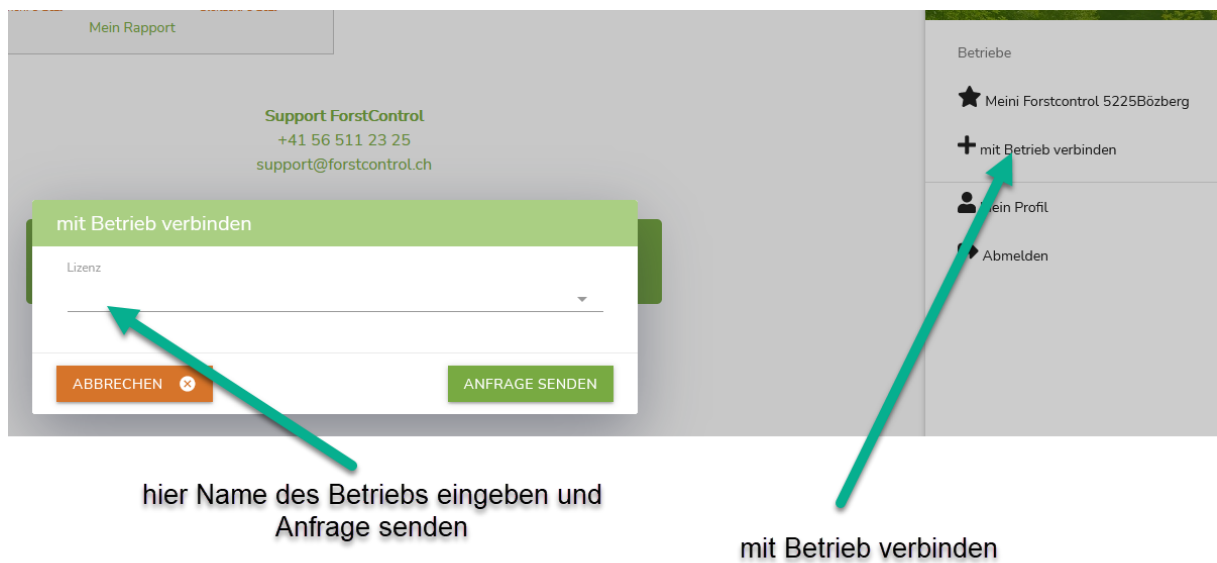 Mein Rapport
Support ForstControl
+41 56 511 23 25
support@forstcontrol.ch
mit Betrieb verbinden
Lizenz
ABBRECHEN
ANFRAGE SENDEN
Betriebe
Meini Forstcontrol 5225Bözberg
mit Betrieb verbinden
Mein Profil
Abmelden
hier Name des Betriebs eingeben und
Anfrage senden
mit Betrieb verbinden